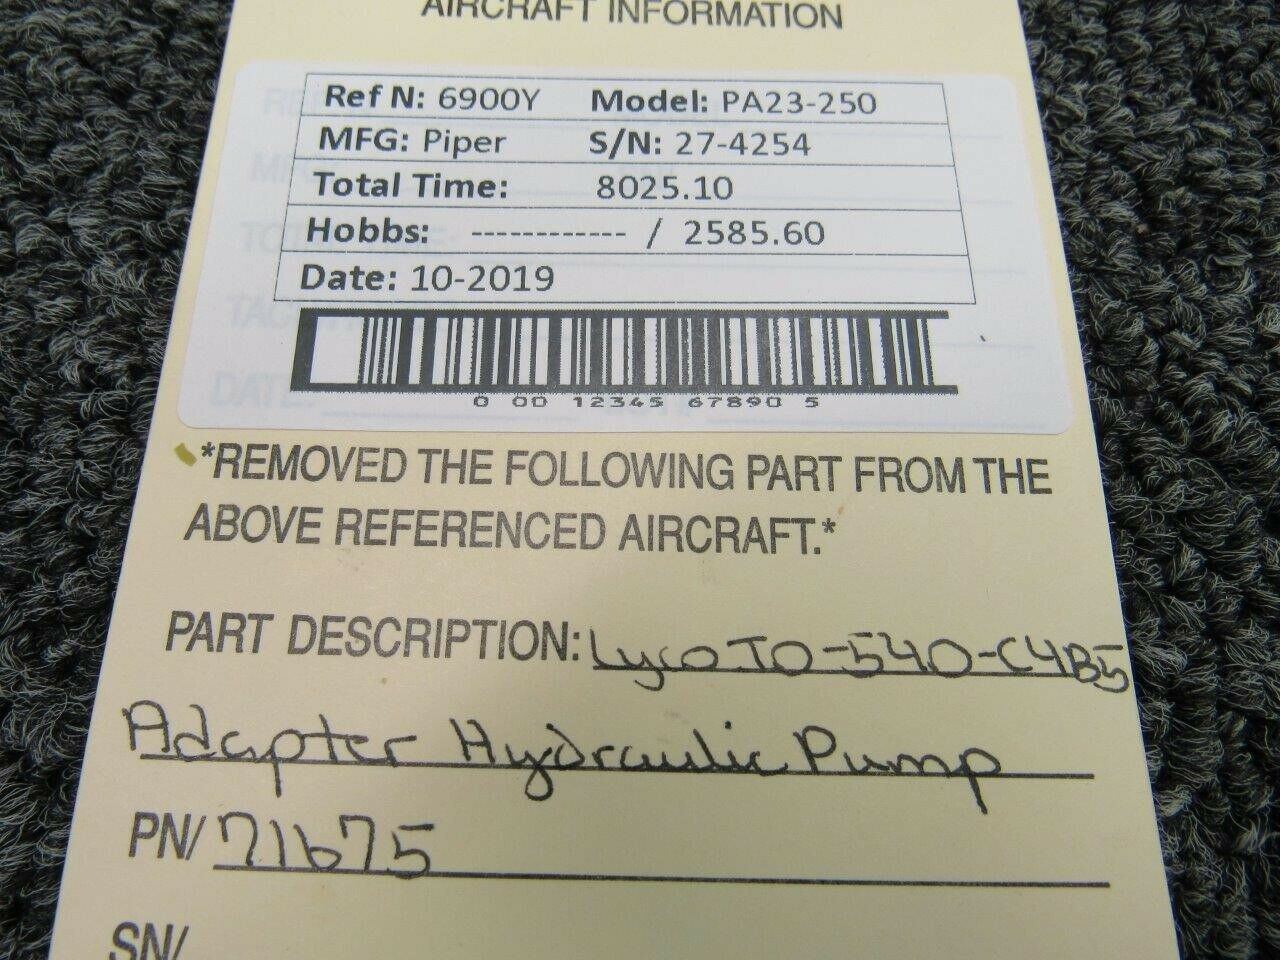 AIRCRAFT INFORMATION
Ref N: 6900Y Model: PA23-250
MFG: Piper S/N: 27-4254
Total Time: 8025.10
Hobbs: ------------ / 2585.60
Date: 10-2019
0 00 12345 67890 5
*REMOVED THE FOLLOWING PART FROM THE
ABOVE REFERENCED AIRCRAFT.*
PART DESCRIPTION: Lyco IO-540-C4B5
Adapter Hydraulic Pump
PN/ 71675
SN/